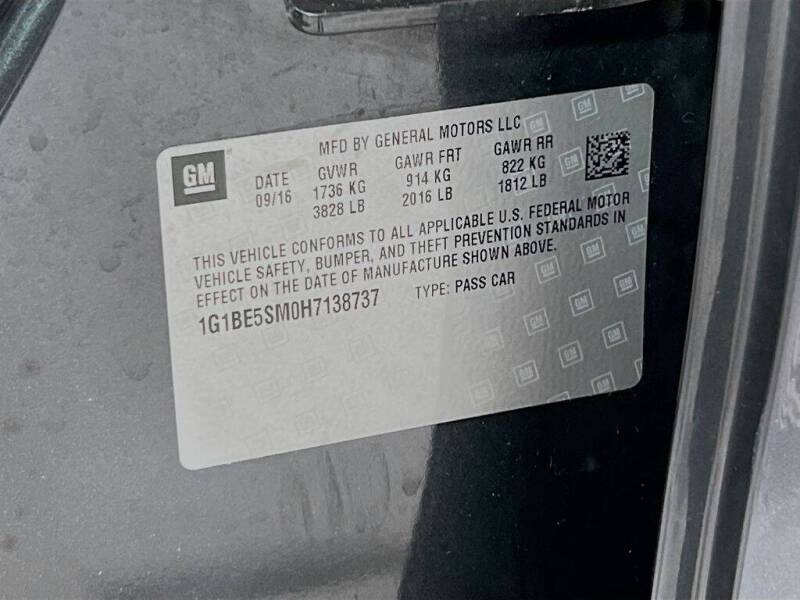 MFD BY GENERAL MOTORS LLC
GM
DATE GVWR GAWR FRT GAWR RR
09/16 1736 KG 914 KG 822 KG
3828 LB 2016 LB 1812 LB
THIS VEHICLE CONFORMS TO ALL APPLICABLE U.S. FEDERAL MOTOR
VEHICLE SAFETY, BUMPER, AND THEFT PREVENTION STANDARDS IN
EFFECT ON THE DATE OF MANUFACTURE SHOWN ABOVE.
1G1BE5SM0H7138737 TYPE: PASS CAR